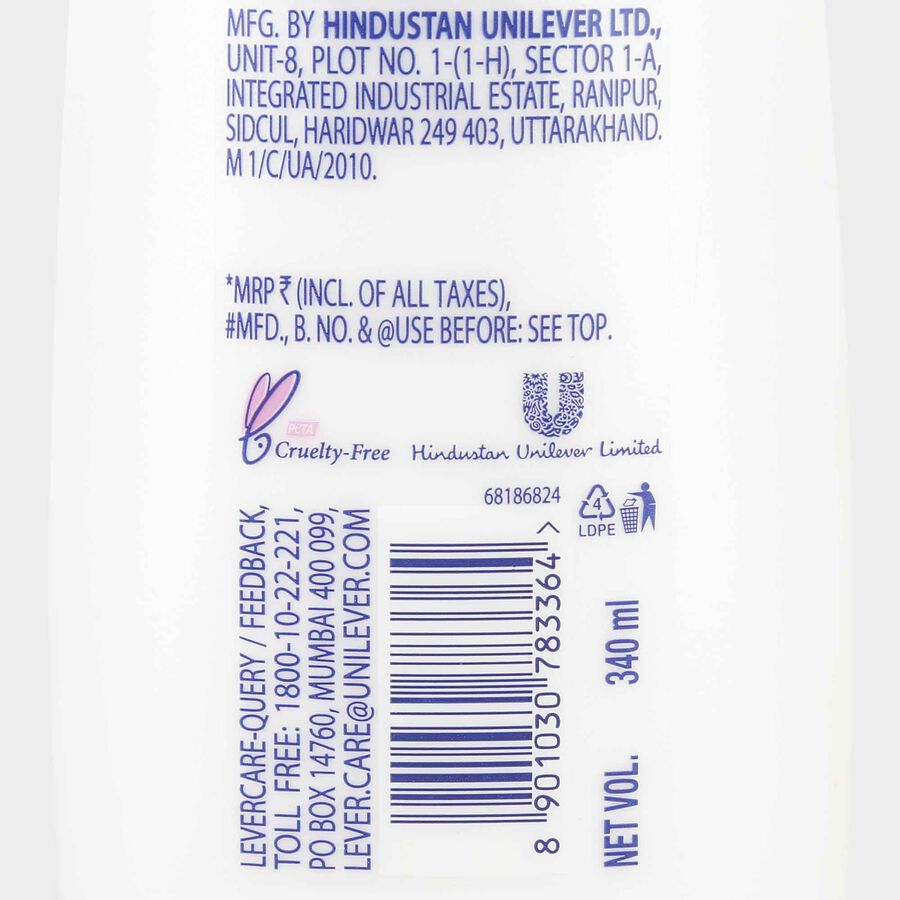 MFG. BY HINDUSTAN UNILEVER LTD.,
UNIT-8, PLOT NO. 1-(1-H), SECTOR 1-A,
INTEGRATED INDUSTRIAL ESTATE, RANIPUR,
SIDCUL, HARIDWAR 249 403, UTTARAKHAND.
M 1/C/UA/2010.
*MRP ₹ (INCL. OF ALL TAXES),
#MFD., B. NO. & @USE BEFORE: SEE TOP.
PETA
Cruelty-Free
U
Hindustan Unilever Limited
68186824
4
LDPE
LEVERCARE-QUERY / FEEDBACK,
TOLL FREE: 1800-10-22-221,
PO BOX 14760, MUMBAI 400 099,
LEVER.CARE@UNILEVER.COM
8 901030 783364 >
NET VOL. 340 ml